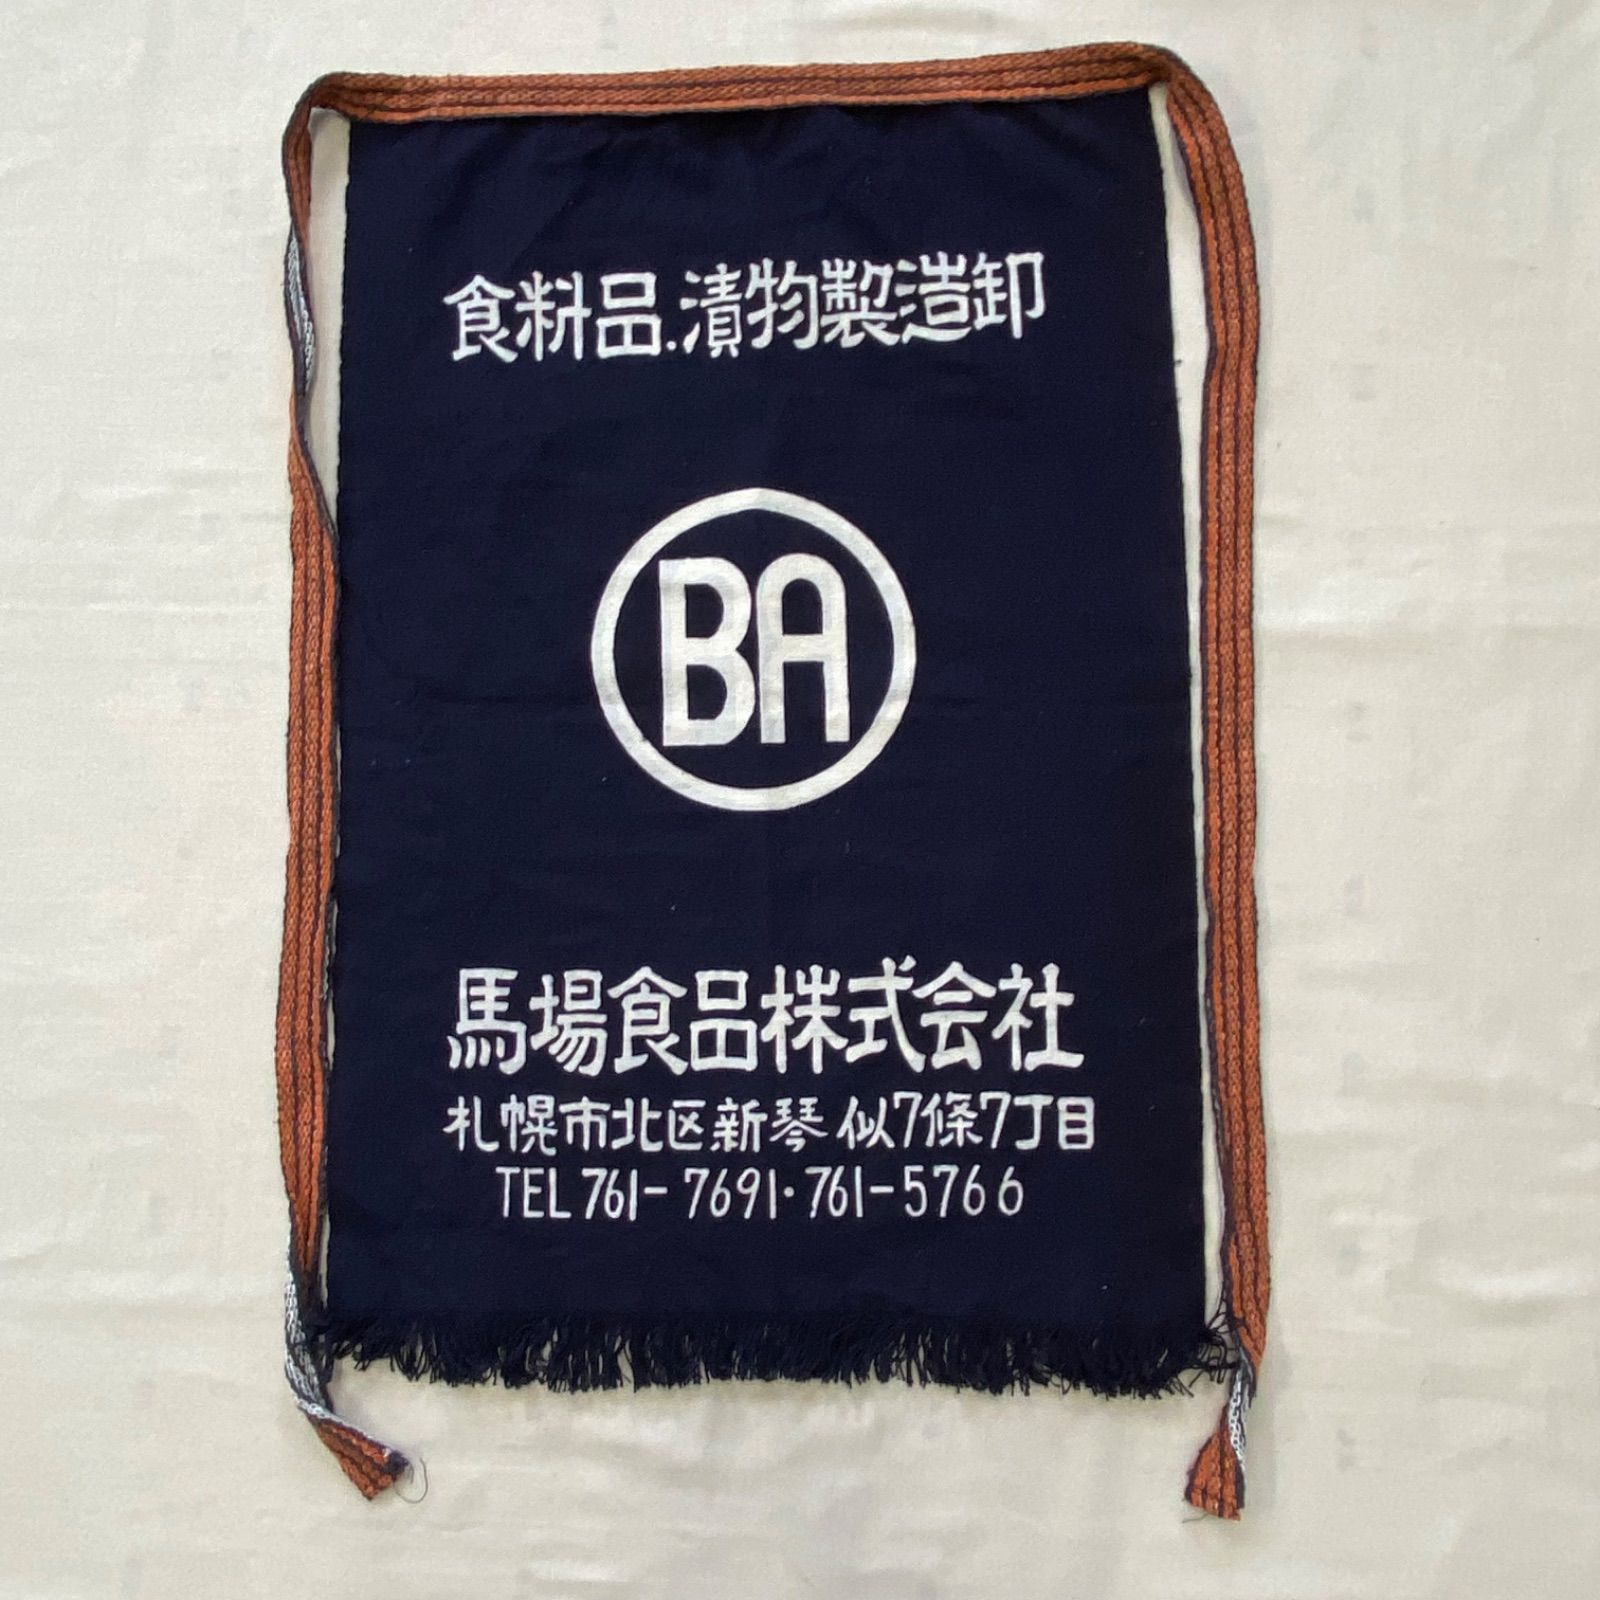 食料品.漬物製造卸
BA
馬場食品株式会社
札幌市北区新琴似7條7丁目
TEL 761-7691・761-5766